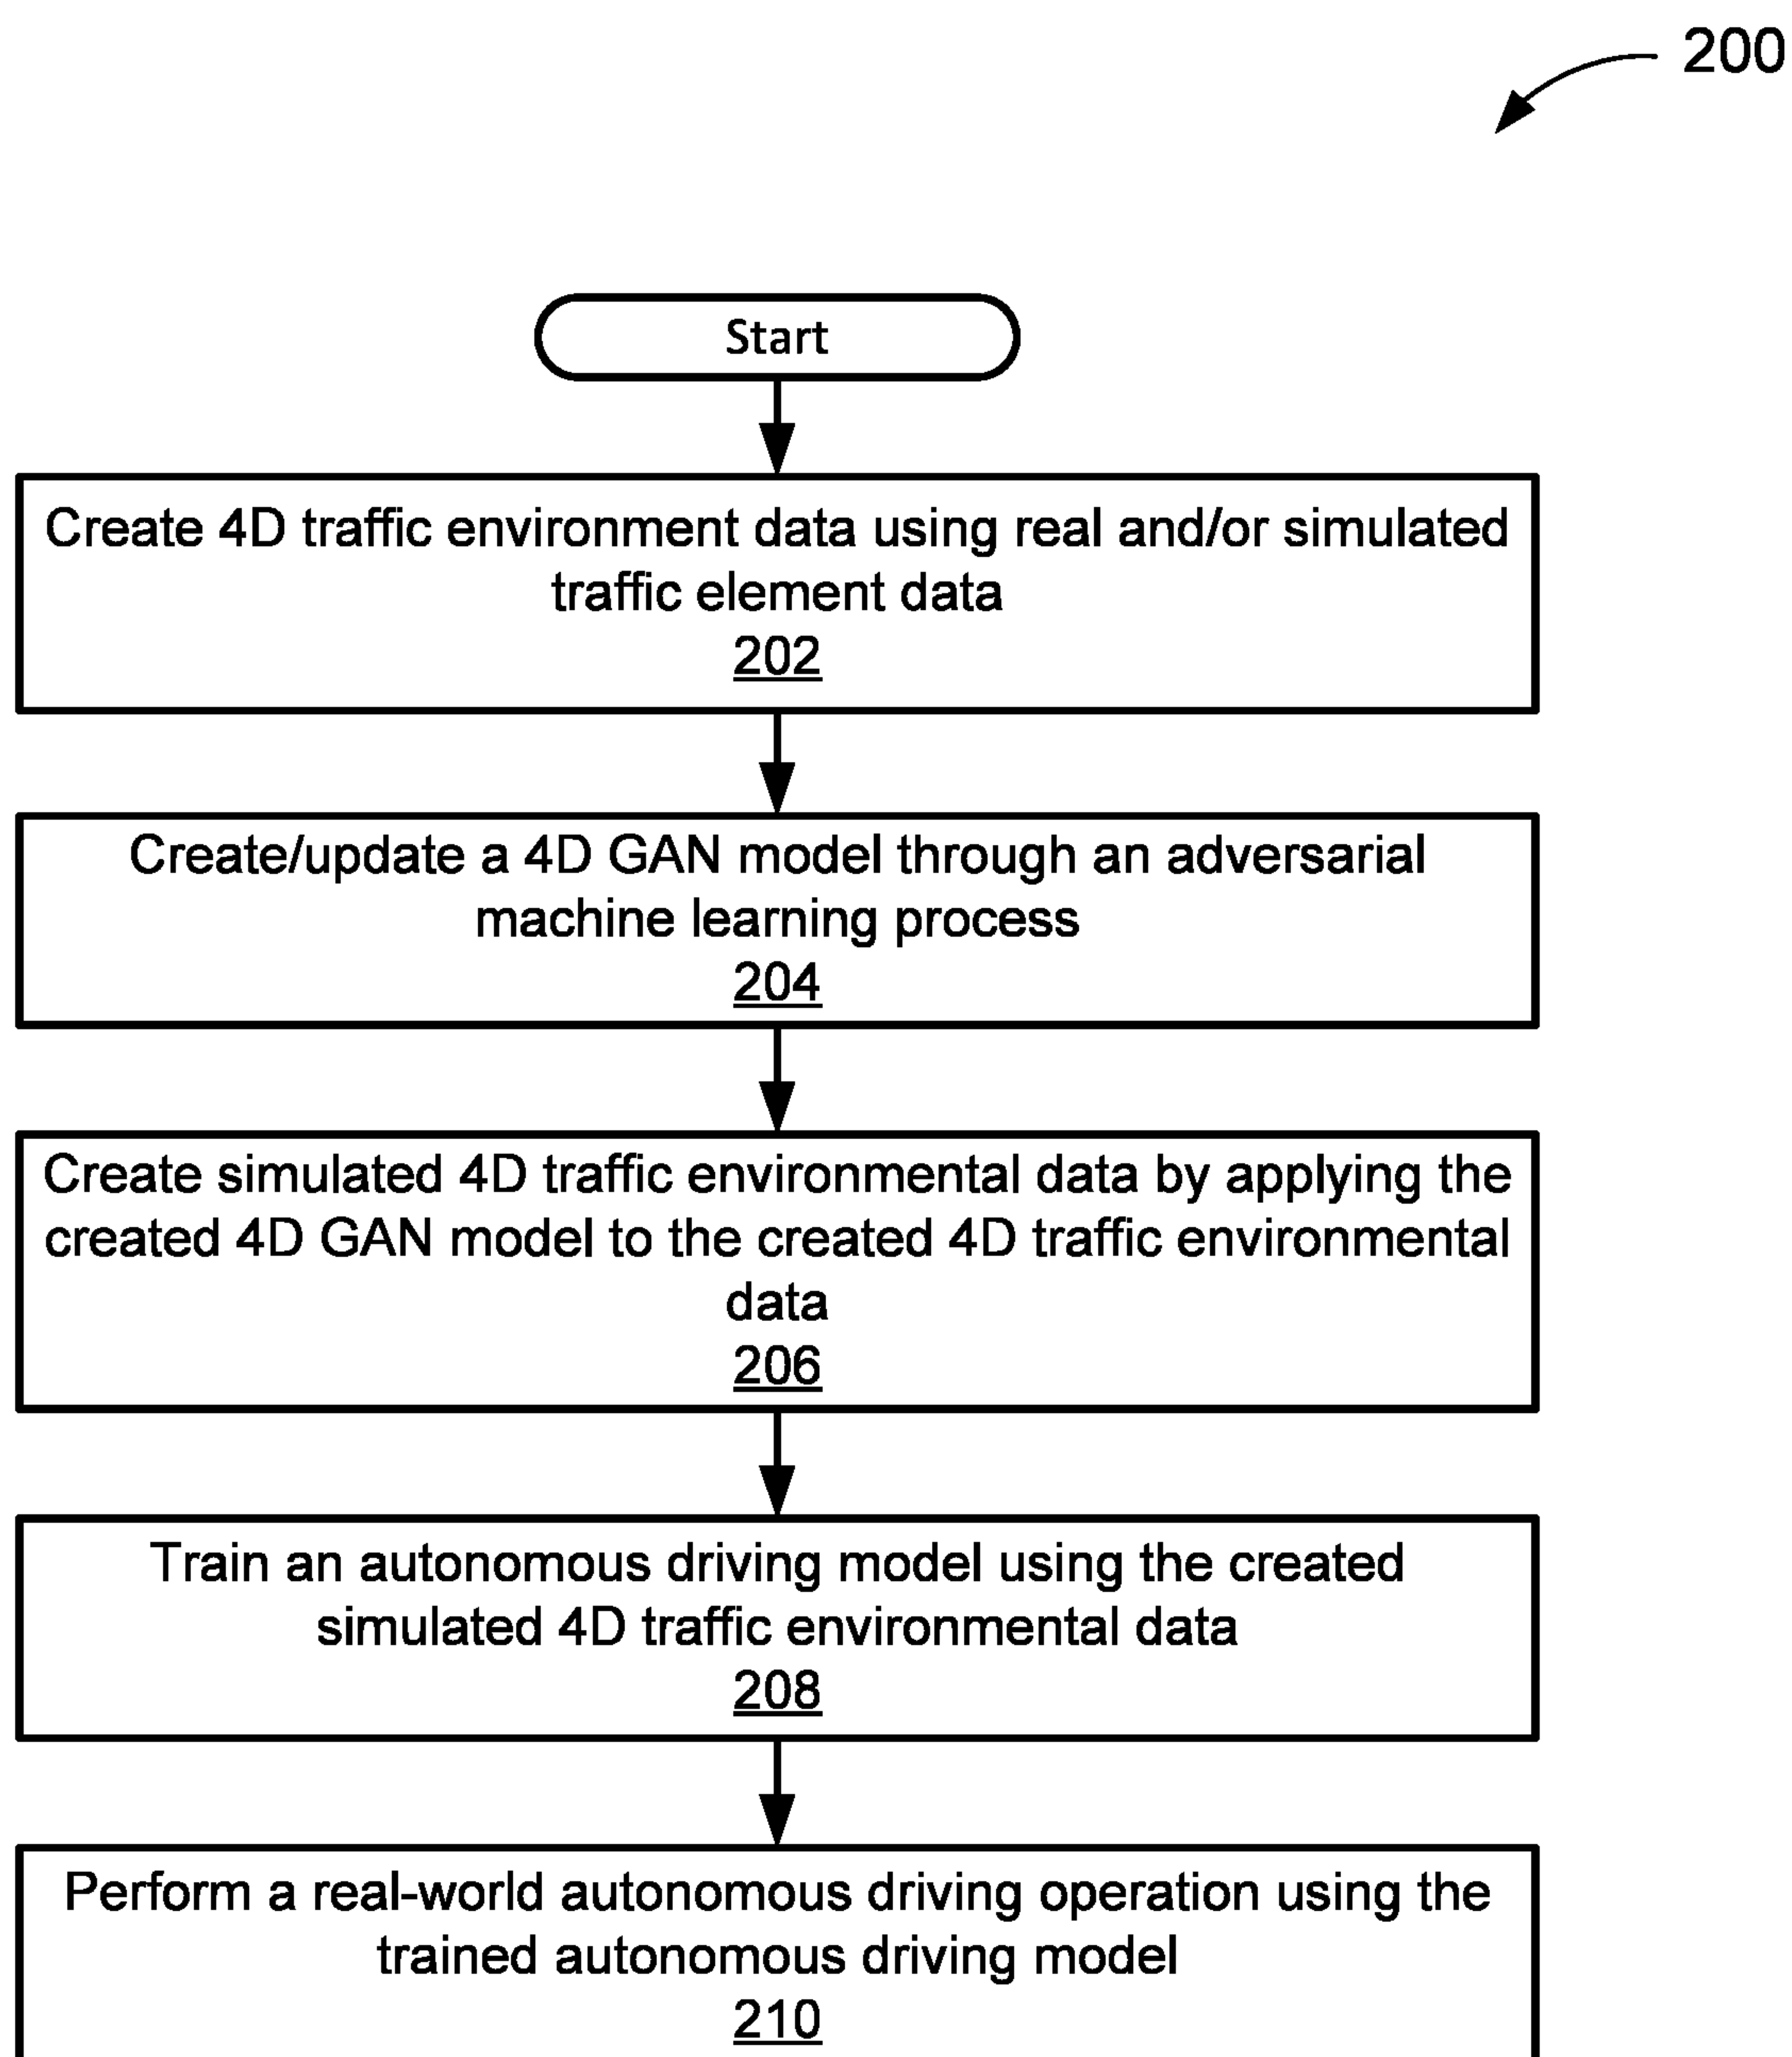 200
Start
Create 4D traffic environment data using real and/or simulated
traffic element data
202
Create/update a 4D GAN model through an adversarial
machine learning process
204
Create simulated 4D traffic environmental data by applying the
created 4D GAN model to the created 4D traffic environmental
data
206
Train an autonomous driving model using the created
simulated 4D traffic environmental data
208
Perform a real-world autonomous driving operation using the
trained autonomous driving model
210